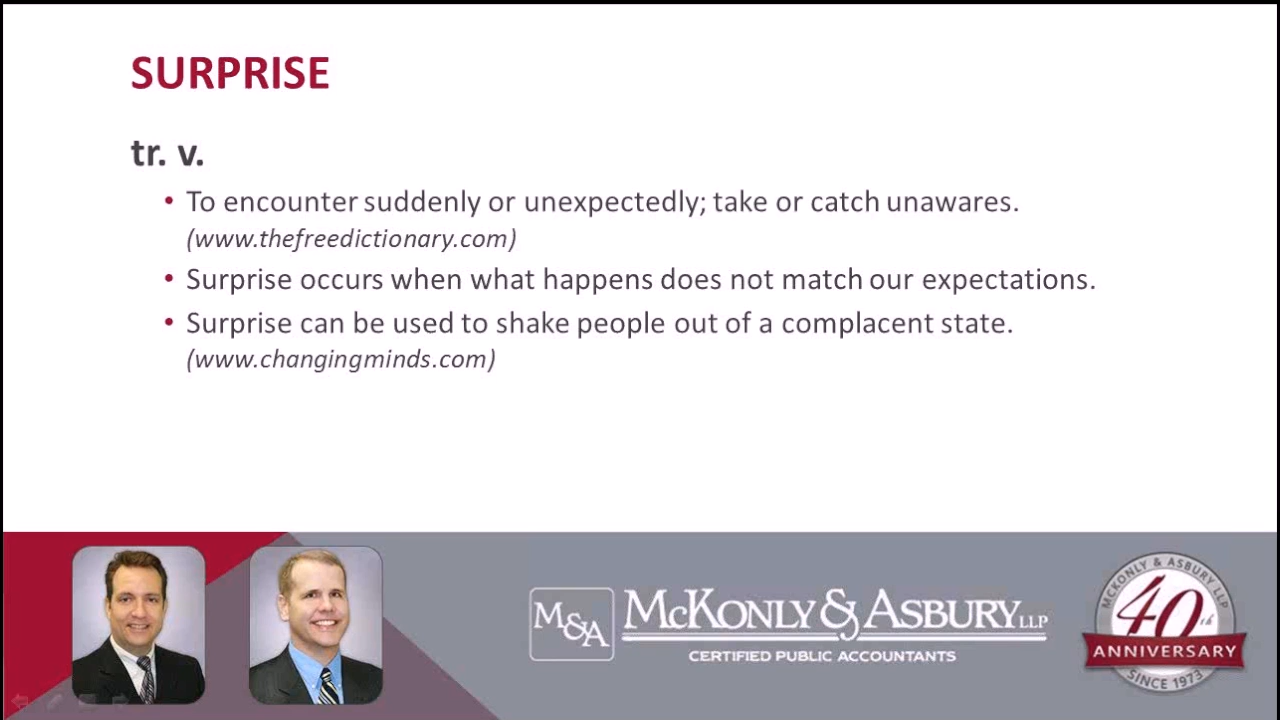 SURPRISE
tr. v.
• To encounter suddenly or unexpectedly; take or catch unawares.
(www.thefreedictionary.com)
• Surprise occurs when what happens does not match our expectations.
• Surprise can be used to shake people out of a complacent state.
(www.changingminds.com)
M&A
McKonly & Asbury LLP
CERTIFIED PUBLIC ACCOUNTANTS
MCKONLY & ASBURY LLP
40th
ANNIVERSARY
SINCE 1973